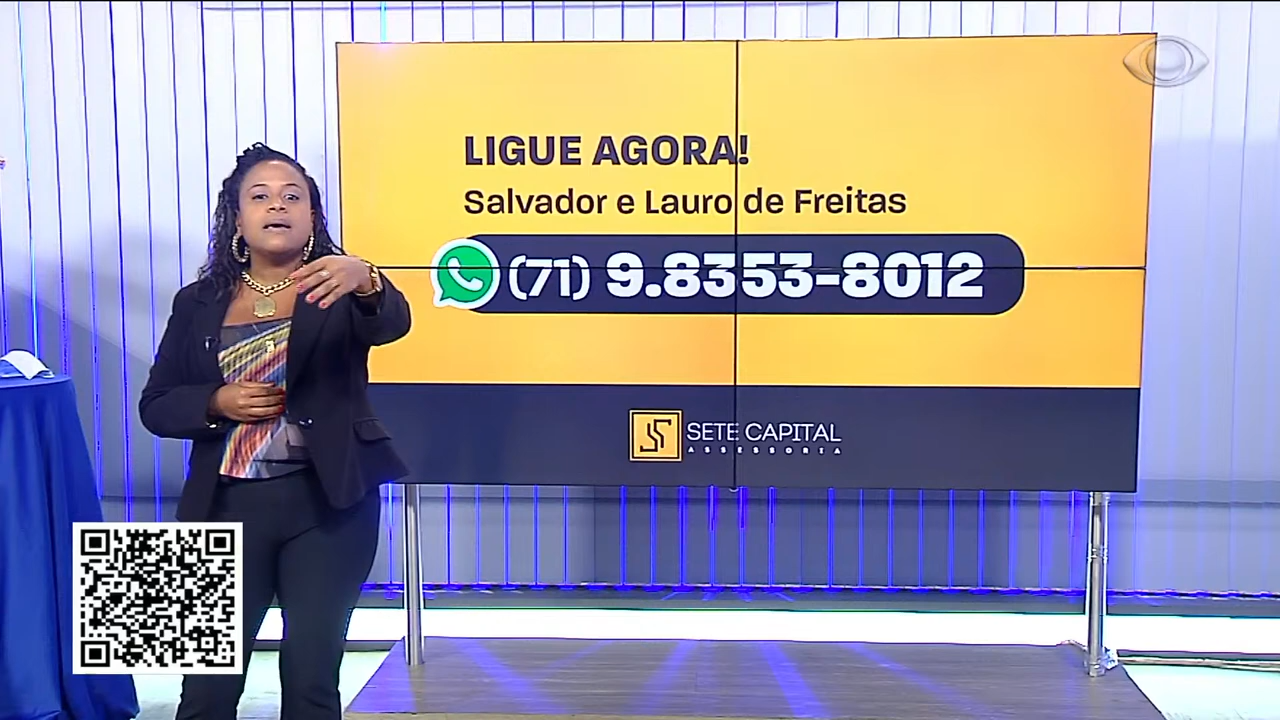 LIGUE AGORA!
Salvador e Lauro de Freitas
(71) 9.8353-8012
SETE CAPITAL
ASSESSORIA